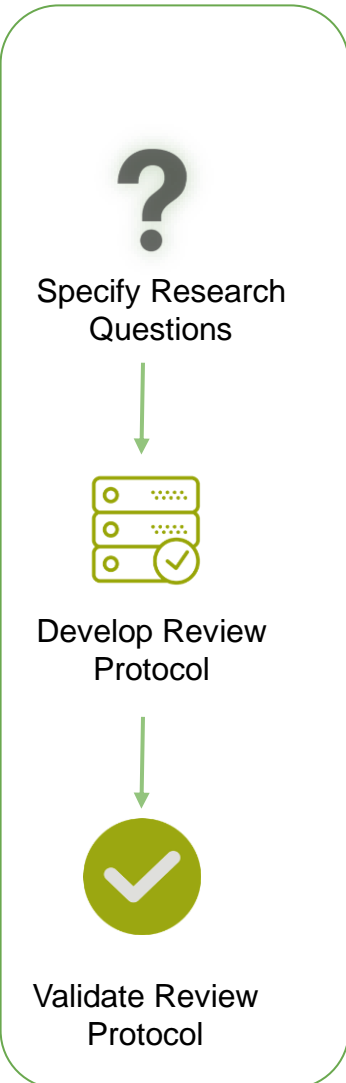 ?
Specify Research
Questions
Develop Review
Protocol
Validate Review
Protocol